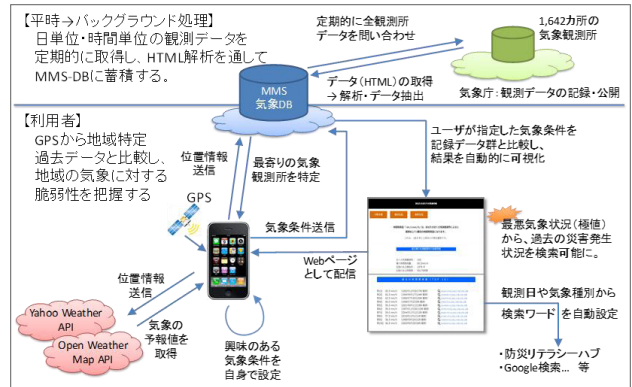 【平時→バックグラウンド処理】
日単位・時間単位の観測データを
定期的に取得し、HTML解析を通して
MMS-DBに蓄積する。
定期的に全観測所
データを問い合わせ
1,642カ所の
気象観測所
MMS
気象DB
データ(HTML)の取得
→ 解析・データ抽出
気象庁:観測データの記録・公開
【利用者】
GPSから地域特定
過去データと比較し、
地域の気象に対する
脆弱性を把握する
位置情報
送信
最寄りの気象
観測所を特定
ユーザが指定した気象条件を
記録データ群と比較し、
結果を自動的に可視化
GPS
気象条件送信
Webページ
として配信
最悪気象状況(極値)
から、過去の災害発生
状況を検索可能に。
位置情報
送信
Yahoo Weather
API
Open Weather
Map API
気象の
予報値を
取得
興味のある
気象条件を
自身で設定
観測日や気象種別から
検索ワードを自動設定
・防災リテラシーハブ
・Google検索... 等